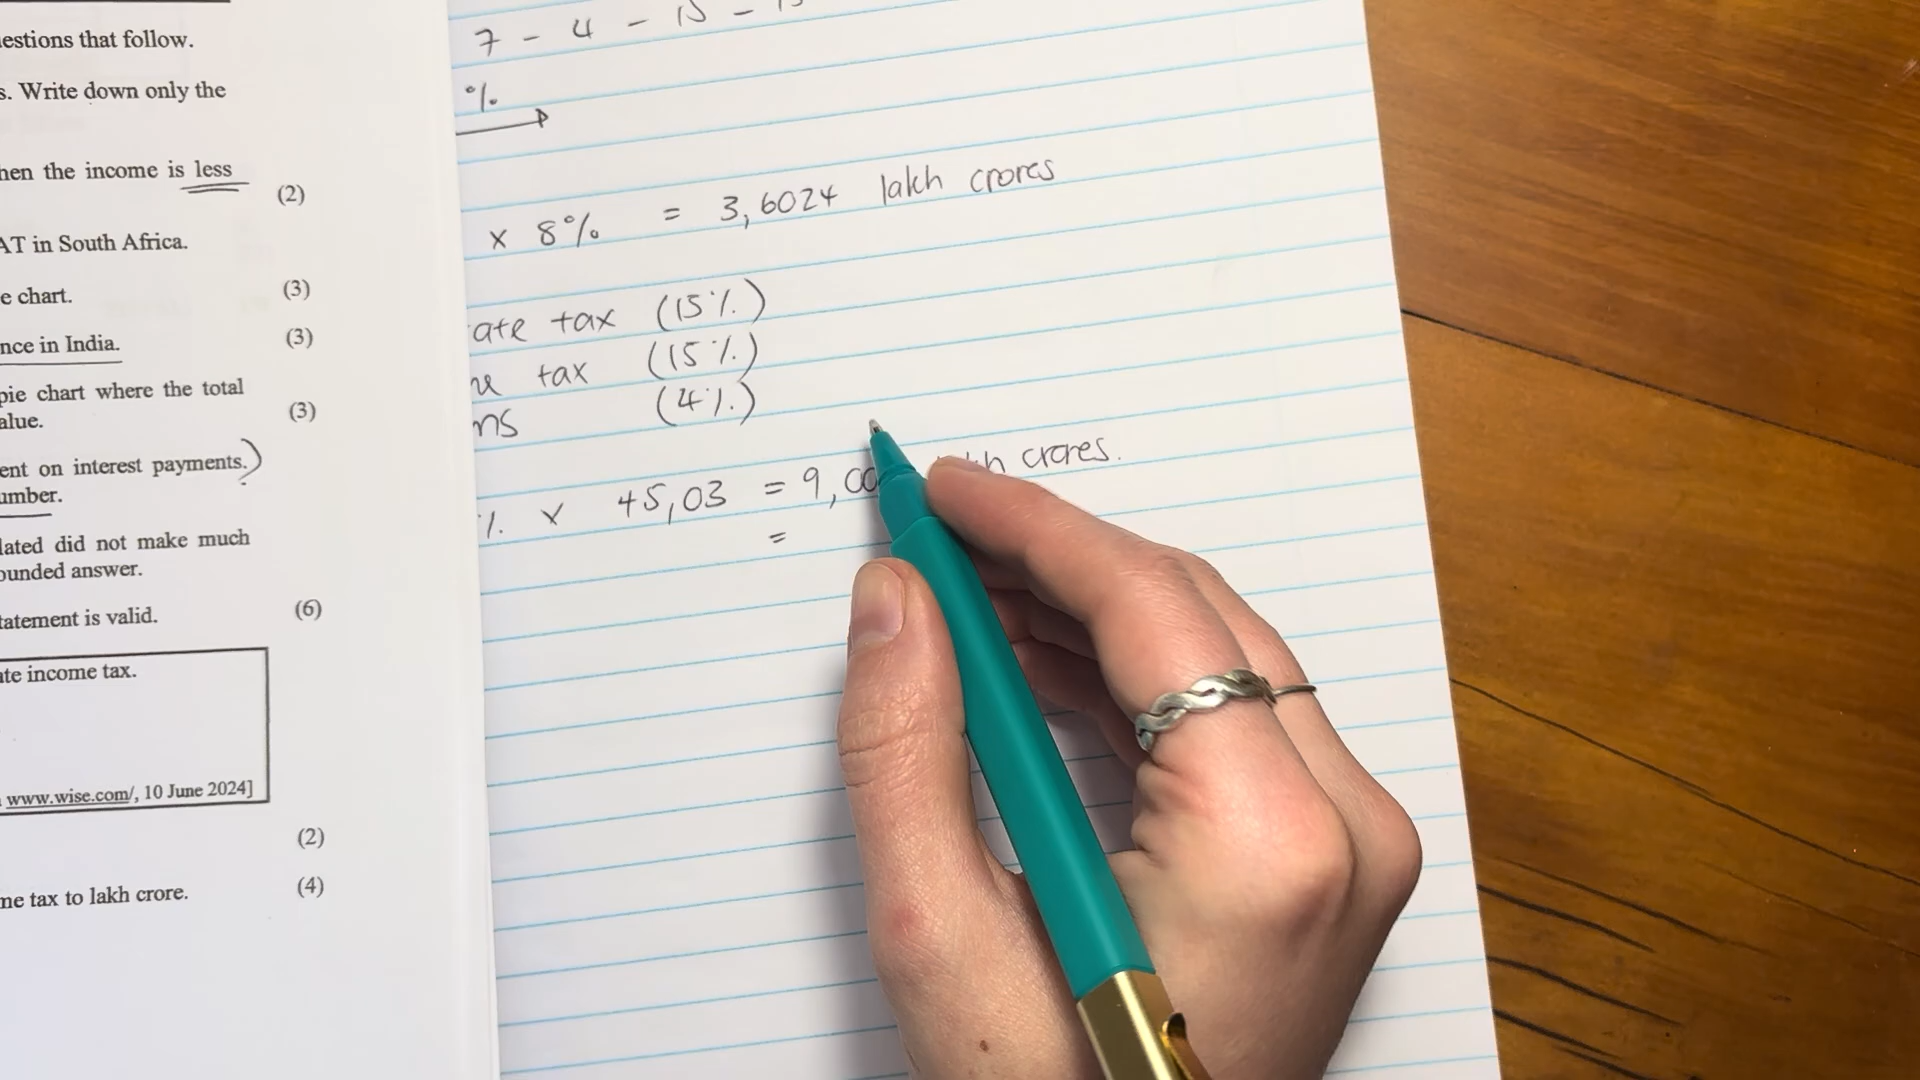 estions that follow.
s. Write down only the
hen the income is less
(2)
AT in South Africa.
e chart.
(3)
nce in India.
(3)
pie chart where the total
alue.
(3)
ent on interest payments.)
umber.
lated did not make much
ounded answer.
tatement is valid.
(6)
ate income tax.
www.wise.com/, 10 June 2024]
(2)
ne tax to lakh crore.
(4)
7 - 4 - 15 - 15
%
x 8% = 3,6024 lakh crores
ate tax (15%)
tax (15%)
ns (4%)
% x 45,03 = 9,00 crores.
=